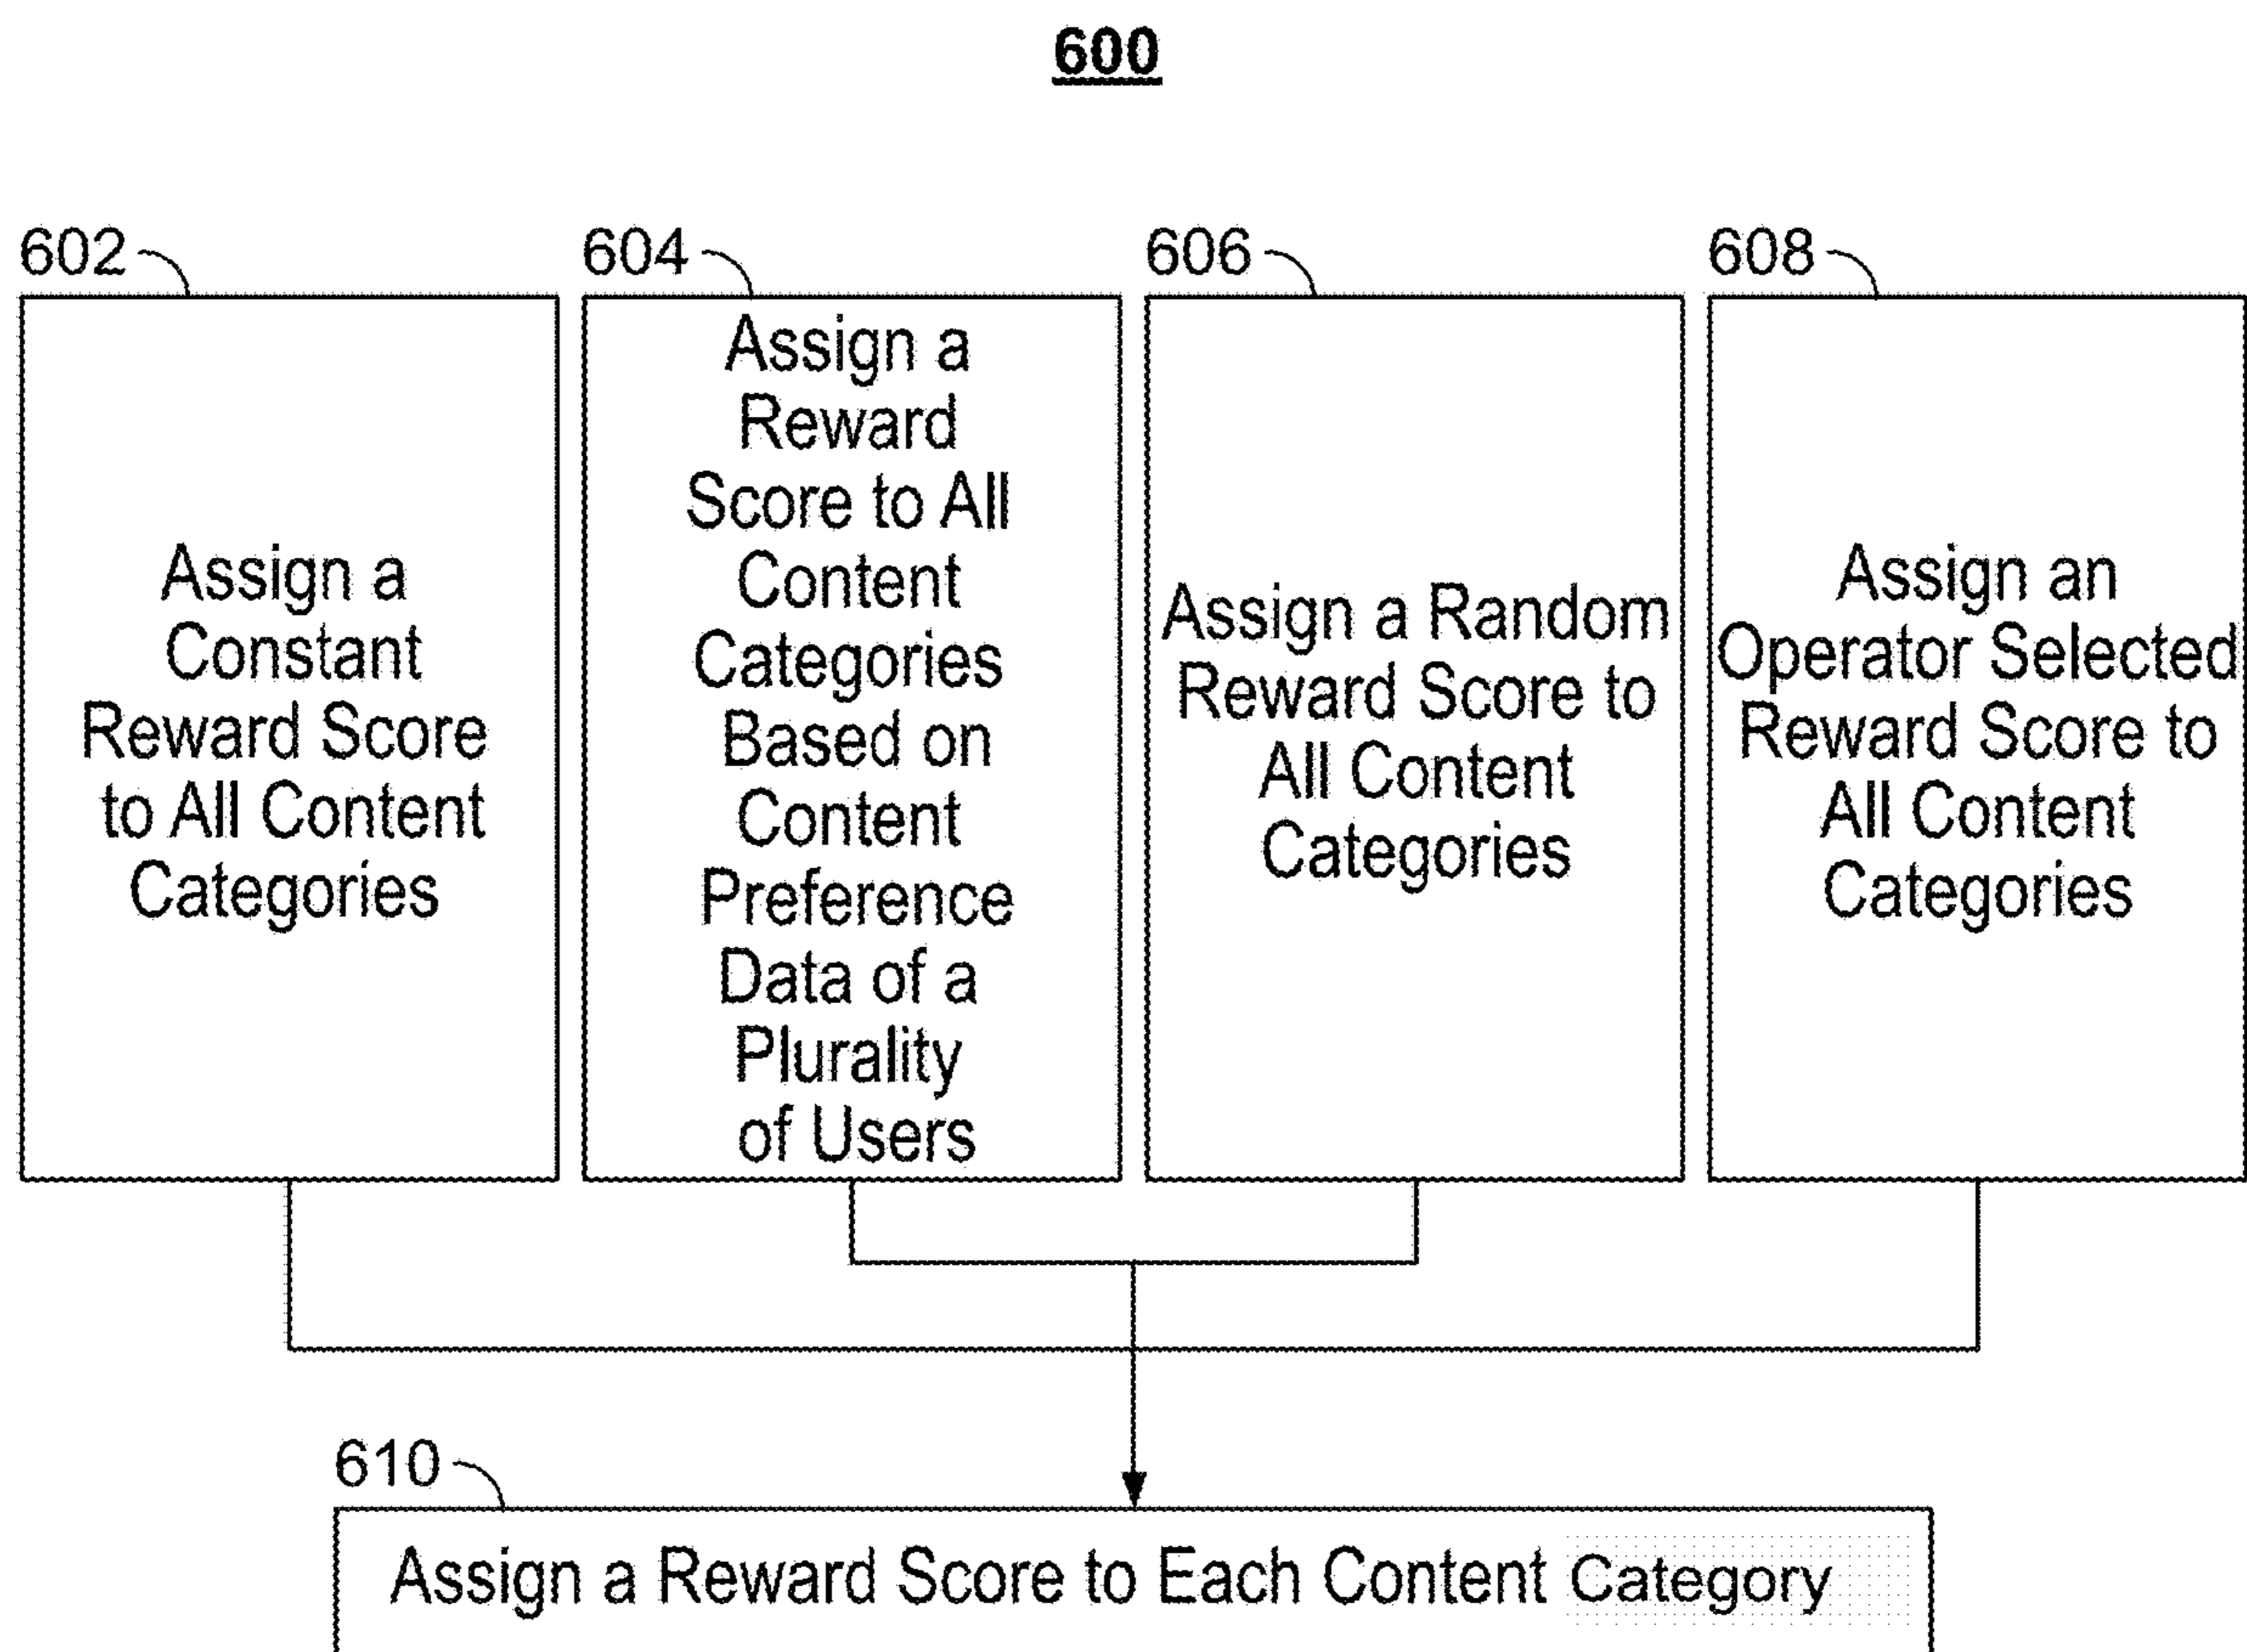 600
602
Assign a
Constant
Reward Score
to All Content
Categories
604
Assign a
Reward
Score to All
Content
Categories
Based on
Content
Preference
Data of a
Plurality
of Users
606
Assign a Random
Reward Score to
All Content
Categories
608
Assign an
Operator Selected
Reward Score to
All Content
Categories
610
Assign a Reward Score to Each Content Category